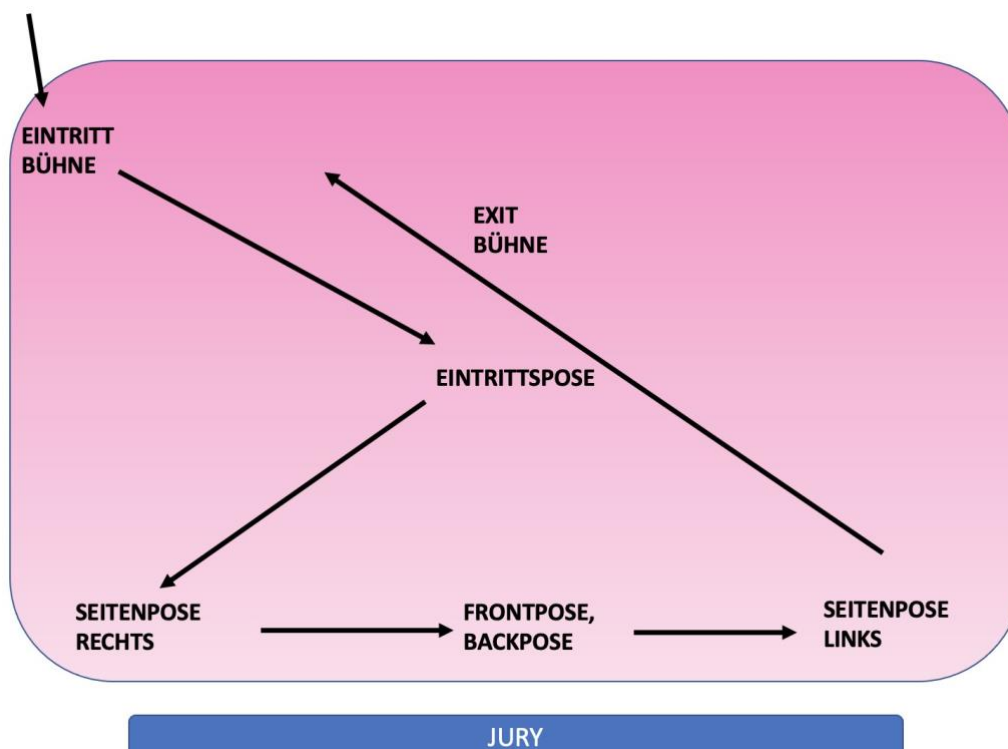 EINTRITT
BÜHNE
EXIT
BÜHNE
EINTRITTSPOSE
SEITENPOSE
RECHTS
FRONTPOSE,
BACKPOSE
SEITENPOSE
LINKS
JURY